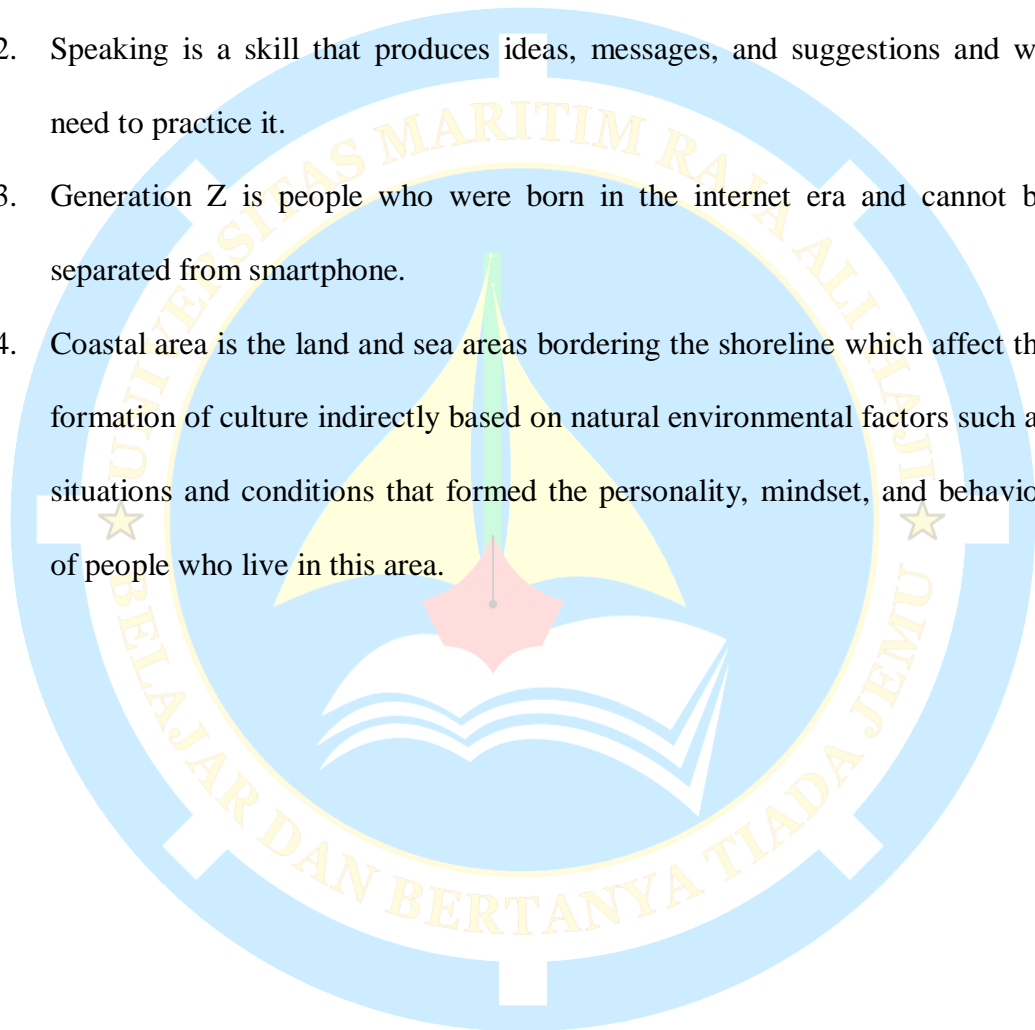 2. Speaking is a skill that produces ideas, messages, and suggestions and w
need to practice it.
3. Generation Z is people who were born in the internet era and cannot b
separated from smartphone.
4. Coastal area is the land and sea areas bordering the shoreline which affect th
formation of culture indirectly based on natural environmental factors such a
situations and conditions that formed the personality, mindset, and behavio
of people who live in this area.
UNIVERSITAS MARITIM RAJA ALI HAJI
BELAJAR DAN BERTANYA TIADA JEMU